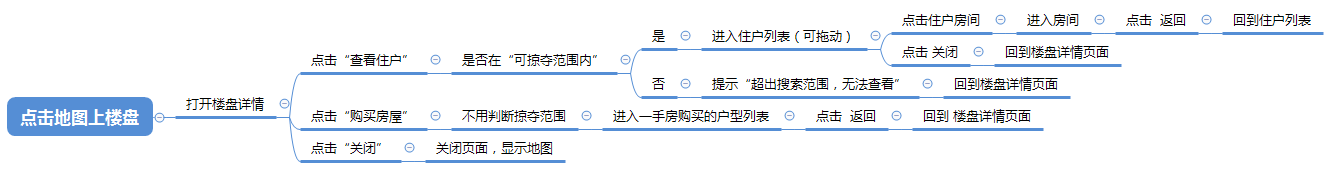 点击地图上楼盘
打开楼盘详情
点击“查看住户”
是否在“可掠夺范围内”
是
进入住户列表（可拖动）
点击住户房间
进入房间
点击 返回
回到住户列表
点击 关闭
回到楼盘详情页面
否
提示“超出搜索范围，无法查看”
回到楼盘详情页面
点击“购买房屋”
不用判断掠夺范围
进入一手房购买的户型列表
点击 返回
回到 楼盘详情页面
点击“关闭”
关闭页面，显示地图